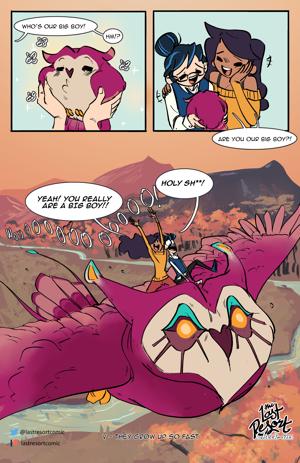 WHO'S OUR BIG BOY!
HM!?
ARE YOU OUR BIG BOY?!
HOLY SH**!
YEAH! YOU REALLY
ARE A BIG BOY!!
@lastresortcomic
lastresortcomic
THEY GROW UP SO FAST
The
Last
Resort